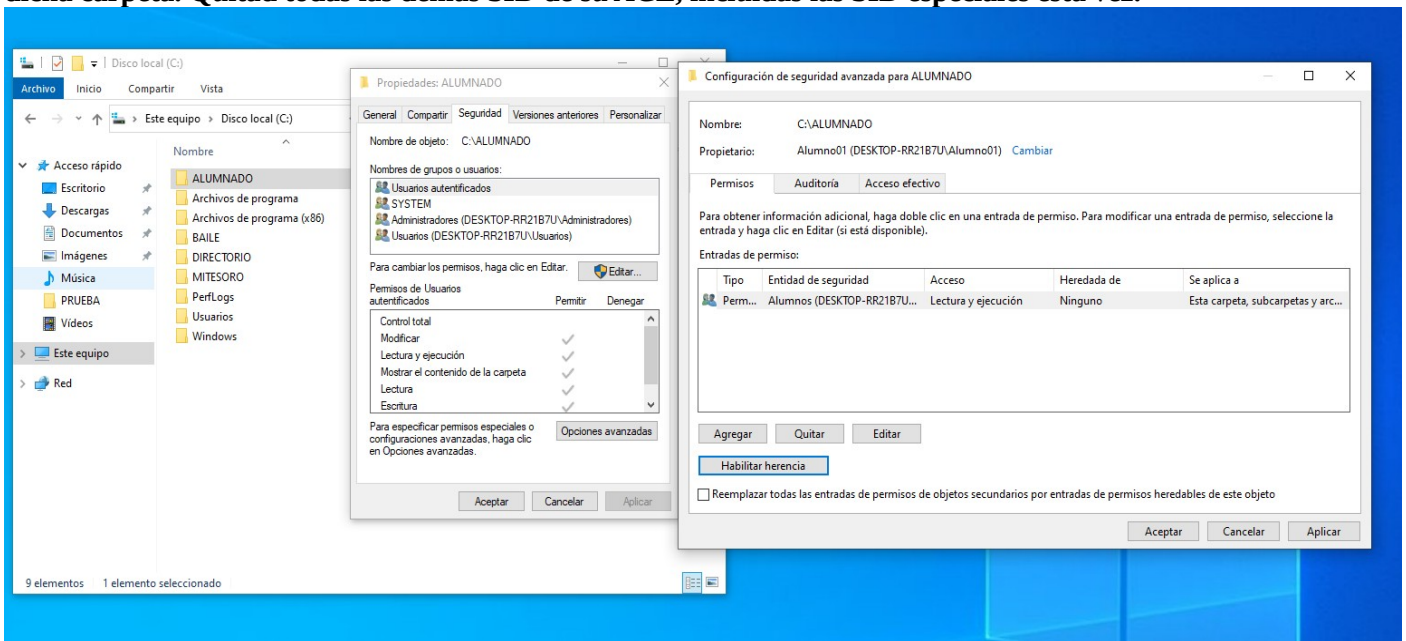 dicha carpeta. Quitad todas las demás SID de su ACL, incluidas las SID especiales esta vez.
Disco local (C:)
Archivo Inicio Compartir Vista
Este equipo > Disco local (C:)
Nombre
Acceso rápido
Escritorio
Descargas
Documentos
Imágenes
Música
PRUEBA
Vídeos
Este equipo
Red
ALUMNADO
Archivos de programa
Archivos de programa (x86)
BAILE
DIRECTORIO
MITESORO
PerfLogs
Usuarios
Windows
9 elementos 1 elemento seleccionado
Propiedades: ALUMNADO
General Compartir Seguridad Versiones anteriores Personalizar
Nombre de objeto: C:\ALUMNADO
Nombres de grupos o usuarios:
Usuarios autentificados
SYSTEM
Administradores (DESKTOP-RR21B7U\Administradores)
Usuarios (DESKTOP-RR21B7U\Usuarios)
Para cambiar los permisos, haga clic en Editar. Editar...
Permisos de Usuarios
autentificados Permitir Denegar
Control total
Modificar
Lectura y ejecución
Mostrar el contenido de la carpeta
Lectura
Escritura
Para especificar permisos especiales o
configuraciones avanzadas, haga clic
en Opciones avanzadas.
Opciones avanzadas
Aceptar Cancelar Aplicar
Configuración de seguridad avanzada para ALUMNADO
Nombre: C:\ALUMNADO
Propietario: Alumno01 (DESKTOP-RR21B7U\Alumno01) Cambiar
Permisos Auditoría Acceso efectivo
Para obtener información adicional, haga doble clic en una entrada de permiso. Para modificar una entrada de permiso, seleccione la
entrada y haga clic en Editar (si está disponible).
Entradas de permiso:
Tipo Entidad de seguridad Acceso Heredada de Se aplica a
Perm... Alumnos (DESKTOP-RR21B7U... Lectura y ejecución Ninguno Esta carpeta, subcarpetas y arc...
Agregar Quitar Editar
Habilitar herencia
Reemplazar todas las entradas de permisos de objetos secundarios por entradas de permisos heredables de este objeto
Aceptar Cancelar Aplicar